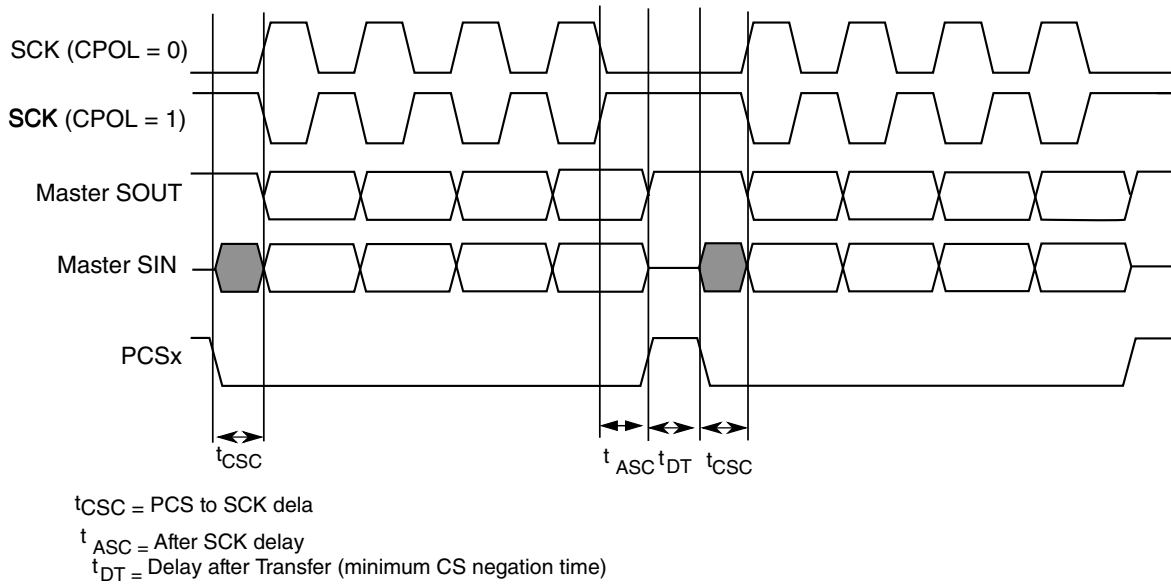 SCK (CPOL = 0)
SCK (CPOL = 1)
Master SOUT
Master SIN
PCSx
tCSC
t ASC
tDT
tCSC
tCSC = PCS to SCK dela
t ASC = After SCK delay
tDT = Delay after Transfer (minimum CS negation time)